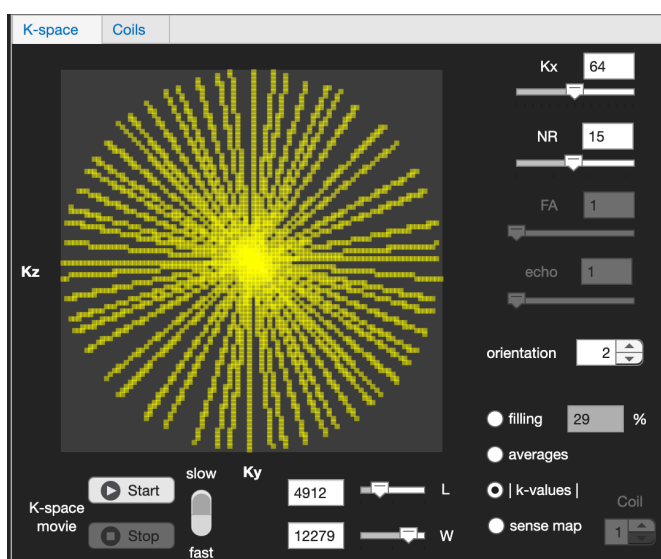 K-space Coils
Kx 64
NR 15
FA 1
Kz
echo 1
orientation 2
filling 29 %
averages
slow Ky
Start 4912 L
| k-values |
K-space movie
Coil
sense map 1
Stop 12279 W
fast